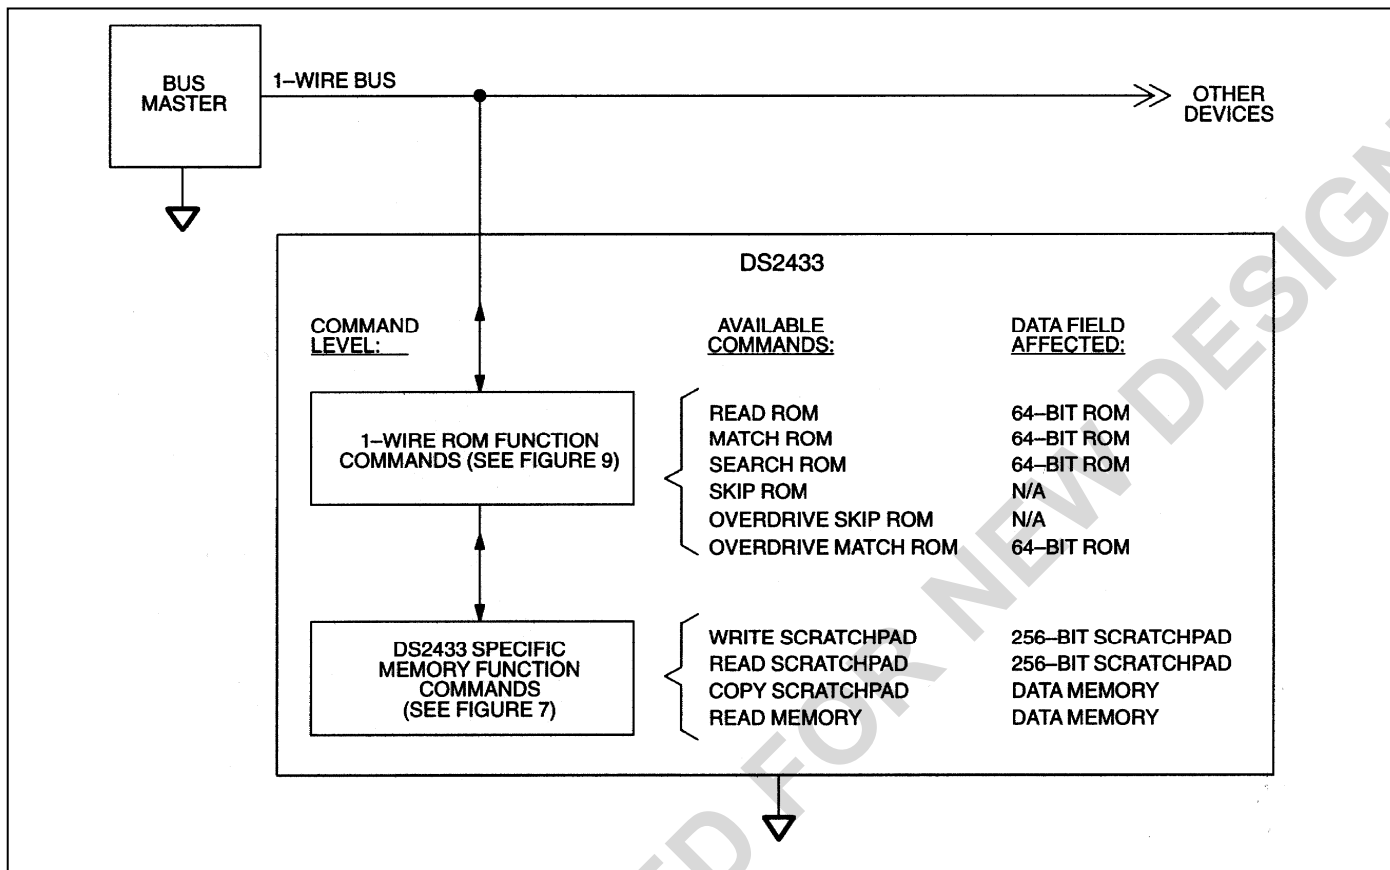 BUS
MASTER
1–WIRE BUS
OTHER
DEVICES
DS2433
COMMAND
LEVEL:
AVAILABLE
COMMANDS:
DATA FIELD
AFFECTED:
1–WIRE ROM FUNCTION
COMMANDS (SEE FIGURE 9)
READ ROM 64–BIT ROM
MATCH ROM 64–BIT ROM
SEARCH ROM 64–BIT ROM
SKIP ROM N/A
OVERDRIVE SKIP ROM N/A
OVERDRIVE MATCH ROM 64–BIT ROM
DS2433 SPECIFIC
MEMORY FUNCTION
COMMANDS
(SEE FIGURE 7)
WRITE SCRATCHPAD 256–BIT SCRATCHPAD
READ SCRATCHPAD 256–BIT SCRATCHPAD
COPY SCRATCHPAD DATA MEMORY
READ MEMORY DATA MEMORY
ED FOR NEW DESIGN